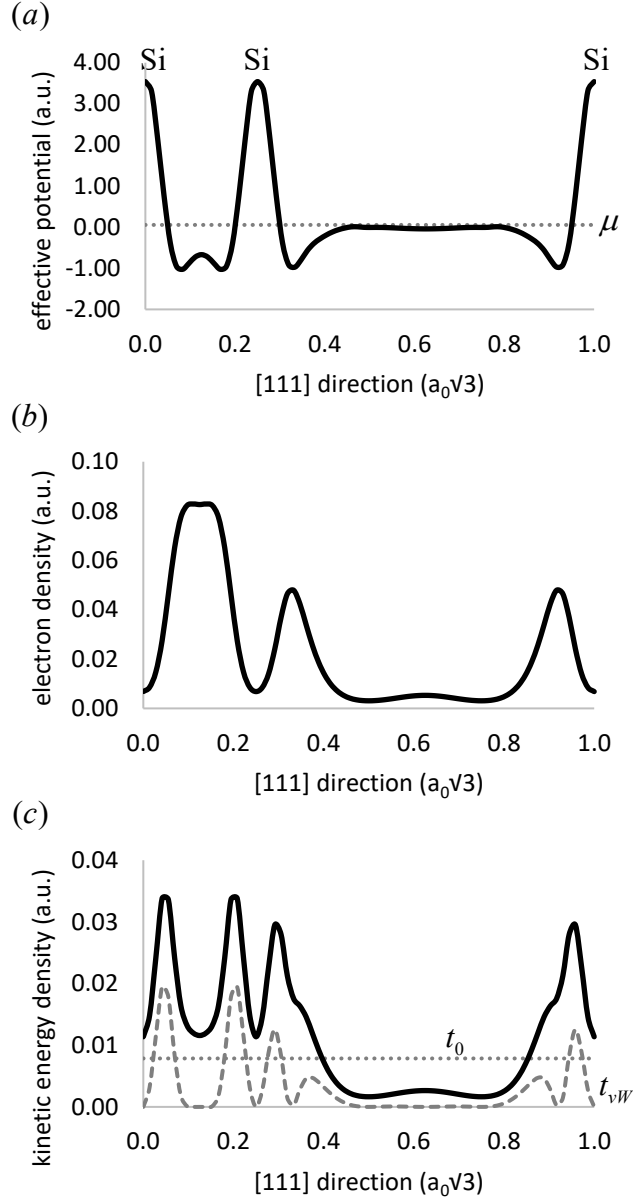 (a)
Si Si Si
4.00
3.00
2.00
1.00
0.00
-1.00
-2.00
effective potential (a.u.)
μ
0.0 0.2 0.4 0.6 0.8 1.0
[111] direction (a₀√3)
(b)
0.10
0.08
0.06
0.04
0.02
0.00
electron density (a.u.)
0.0 0.2 0.4 0.6 0.8 1.0
[111] direction (a₀√3)
(c)
0.04
0.03
0.02
0.01
0.00
kinetic energy density (a.u.)
t₀
tᵥW
0.0 0.2 0.4 0.6 0.8 1.0
[111] direction (a₀√3)